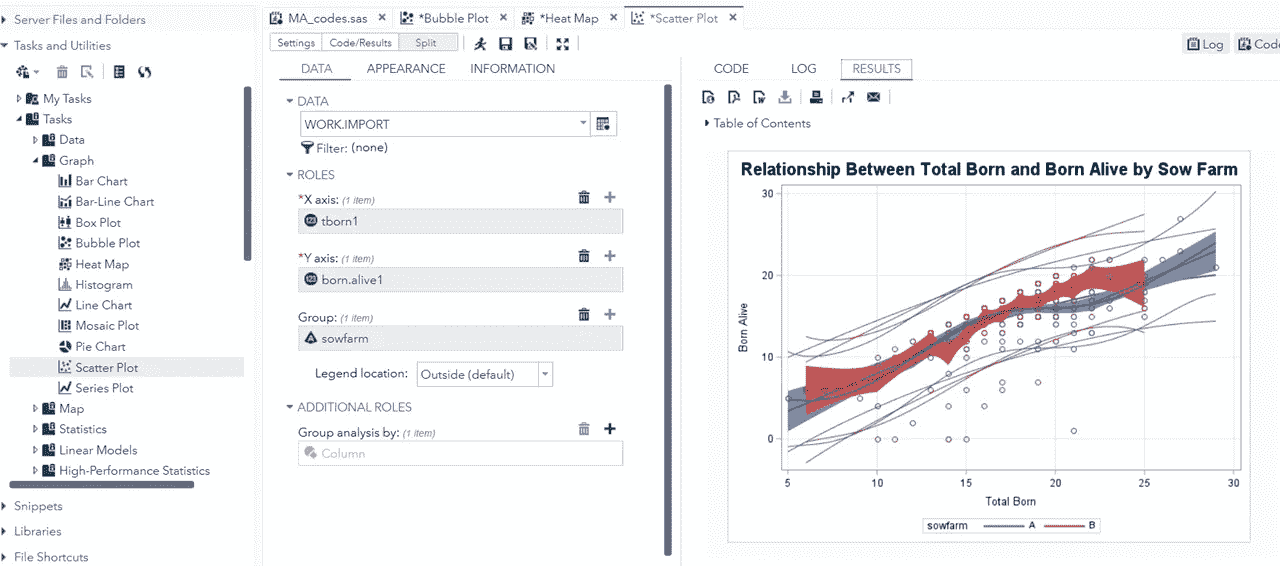 Server Files and Folders
Tasks and Utilities
My Tasks
Tasks
Data
Graph
Bar Chart
Bar-Line Chart
Box Plot
Bubble Plot
Heat Map
Histogram
Line Chart
Mosaic Plot
Pie Chart
Scatter Plot
Series Plot
Map
Statistics
Linear Models
High-Performance Statistics
Snippets
Libraries
File Shortcuts
MA_codes.sas
*Bubble Plot
*Heat Map
*Scatter Plot
Settings
Code/Results
Split
Log
Code
DATA
APPEARANCE
INFORMATION
DATA
WORK.IMPORT
Filter: (none)
ROLES
*X axis: (1 item)
tborn1
*Y axis: (1 item)
born.alive1
Group: (1 item)
sowfarm
Legend location: Outside (default)
ADDITIONAL ROLES
Group analysis by: (1 item)
Column
CODE
LOG
RESULTS
Table of Contents
Relationship Between Total Born and Born Alive by Sow Farm
30
20
10
0
Born Alive
5 10 15 20 25 30
Total Born
sowfarm A B